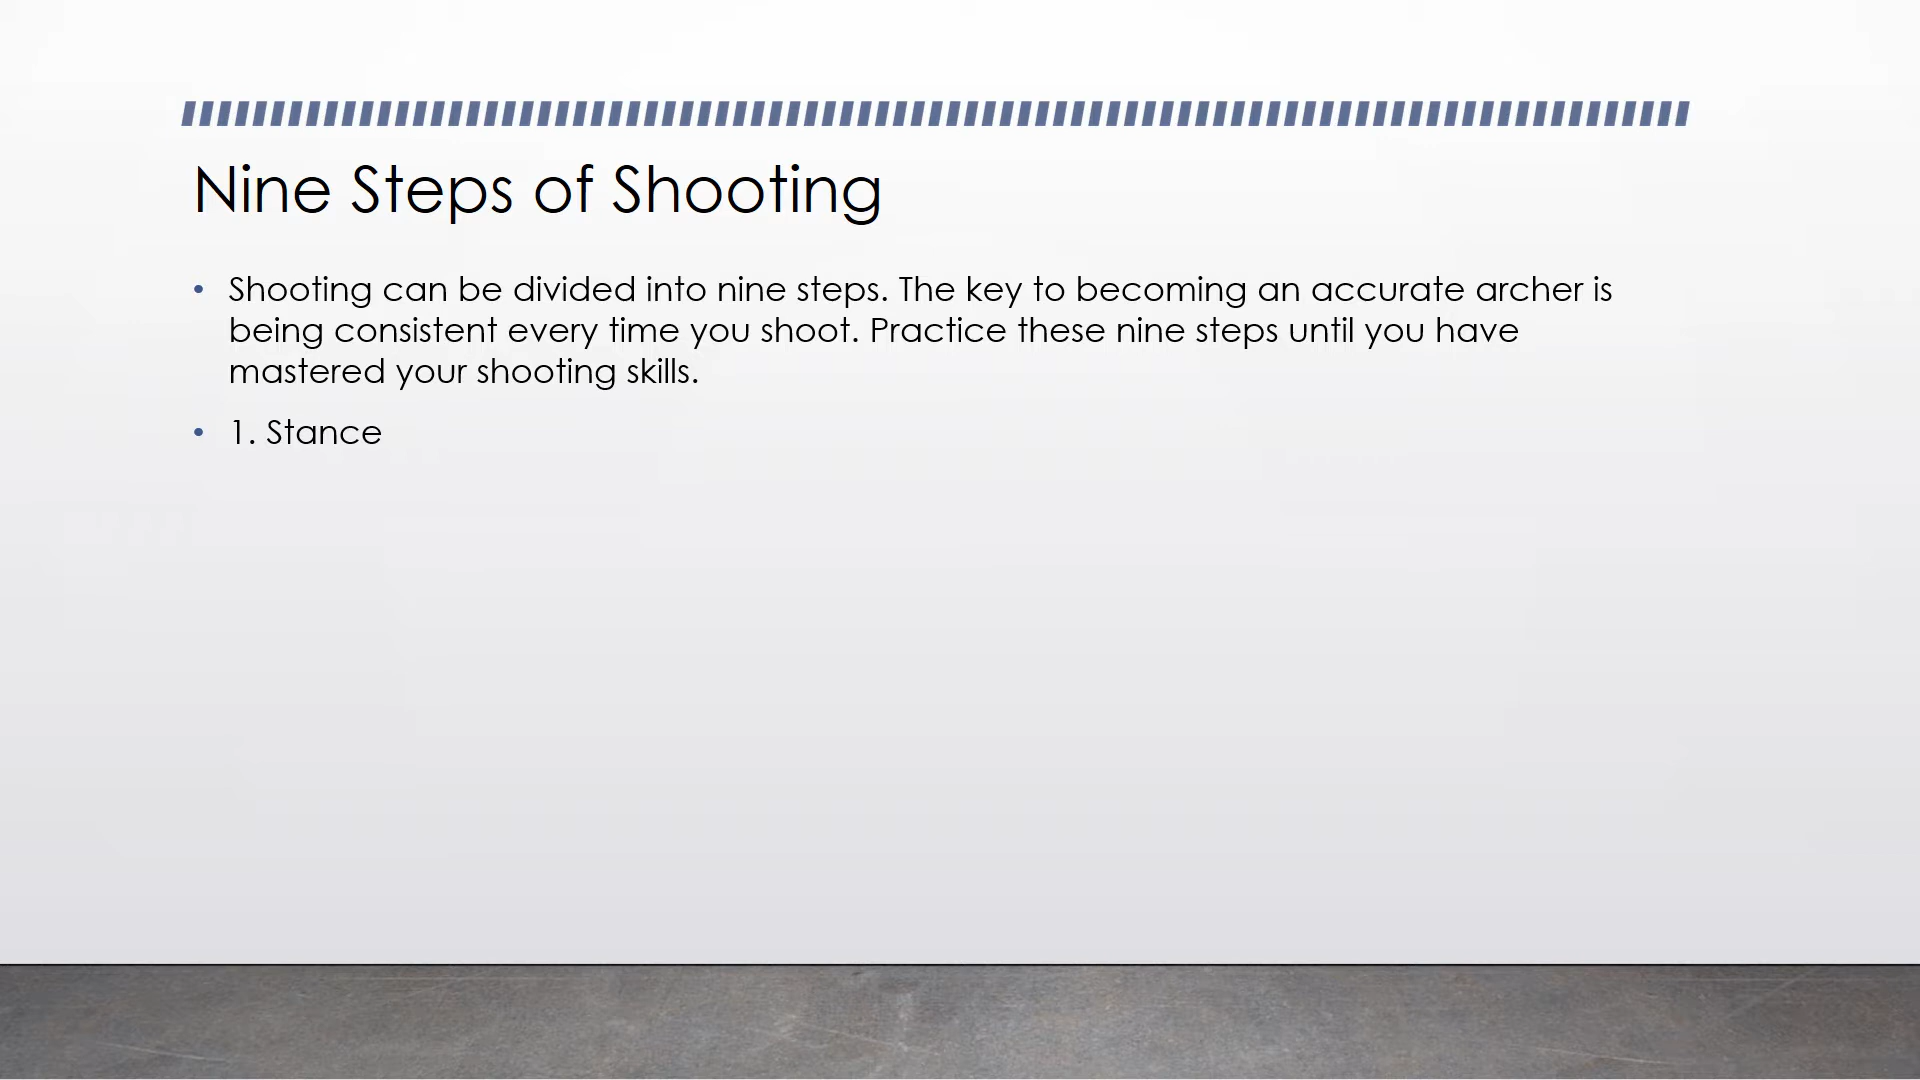 Nine Steps of Shooting
• Shooting can be divided into nine steps. The key to becoming an accurate archer is
being consistent every time you shoot. Practice these nine steps until you have
mastered your shooting skills.
• 1. Stance